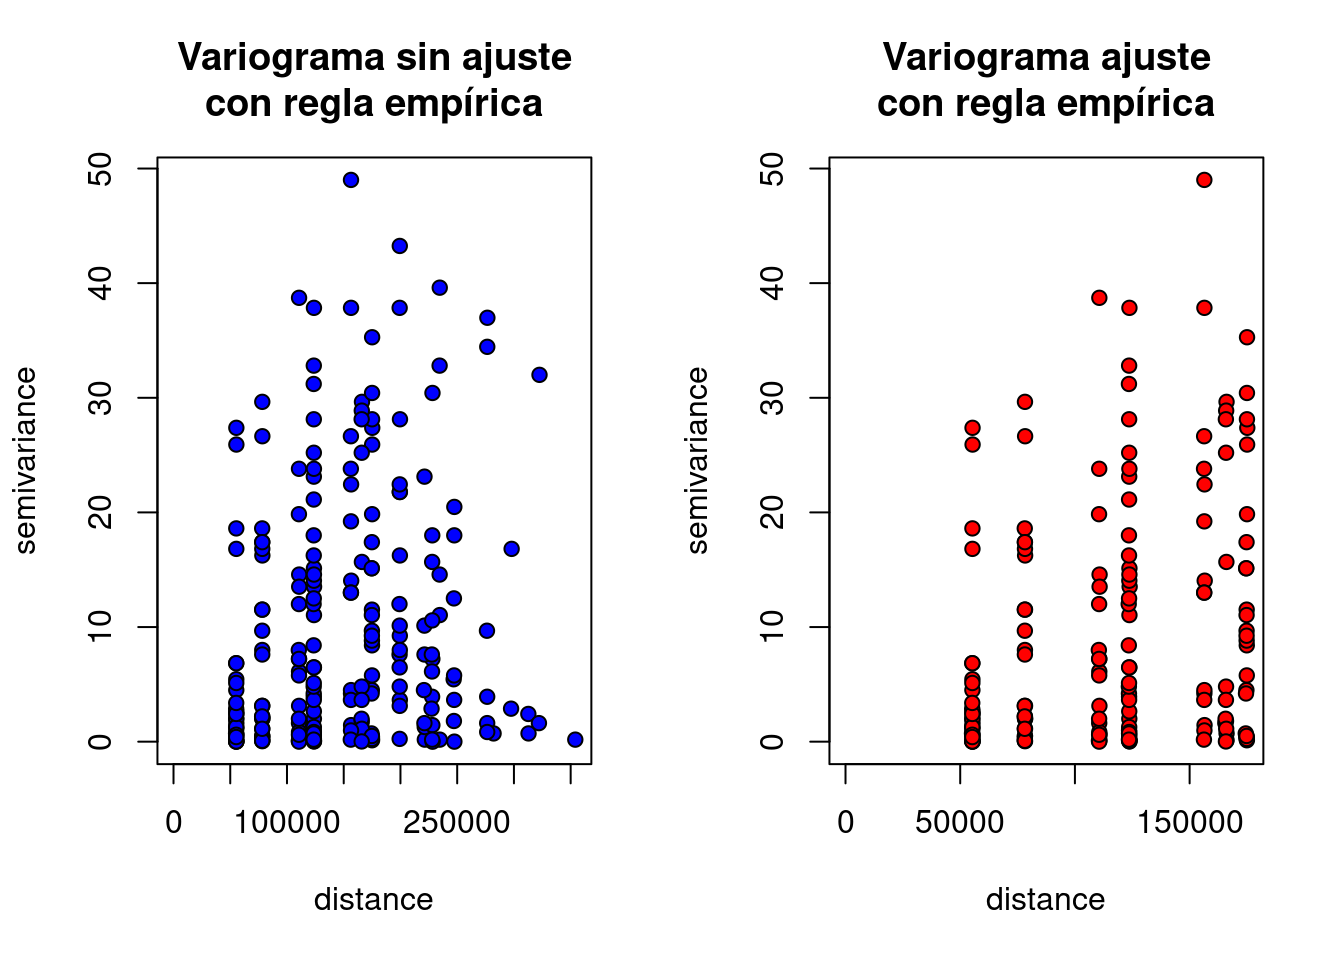 Variograma sin ajuste
con regla empírica
semivariance
50
40
30
20
10
0
0
100000
250000
distance
Variograma ajuste
con regla empírica
semivariance
50
40
30
20
10
0
0
50000
150000
distance